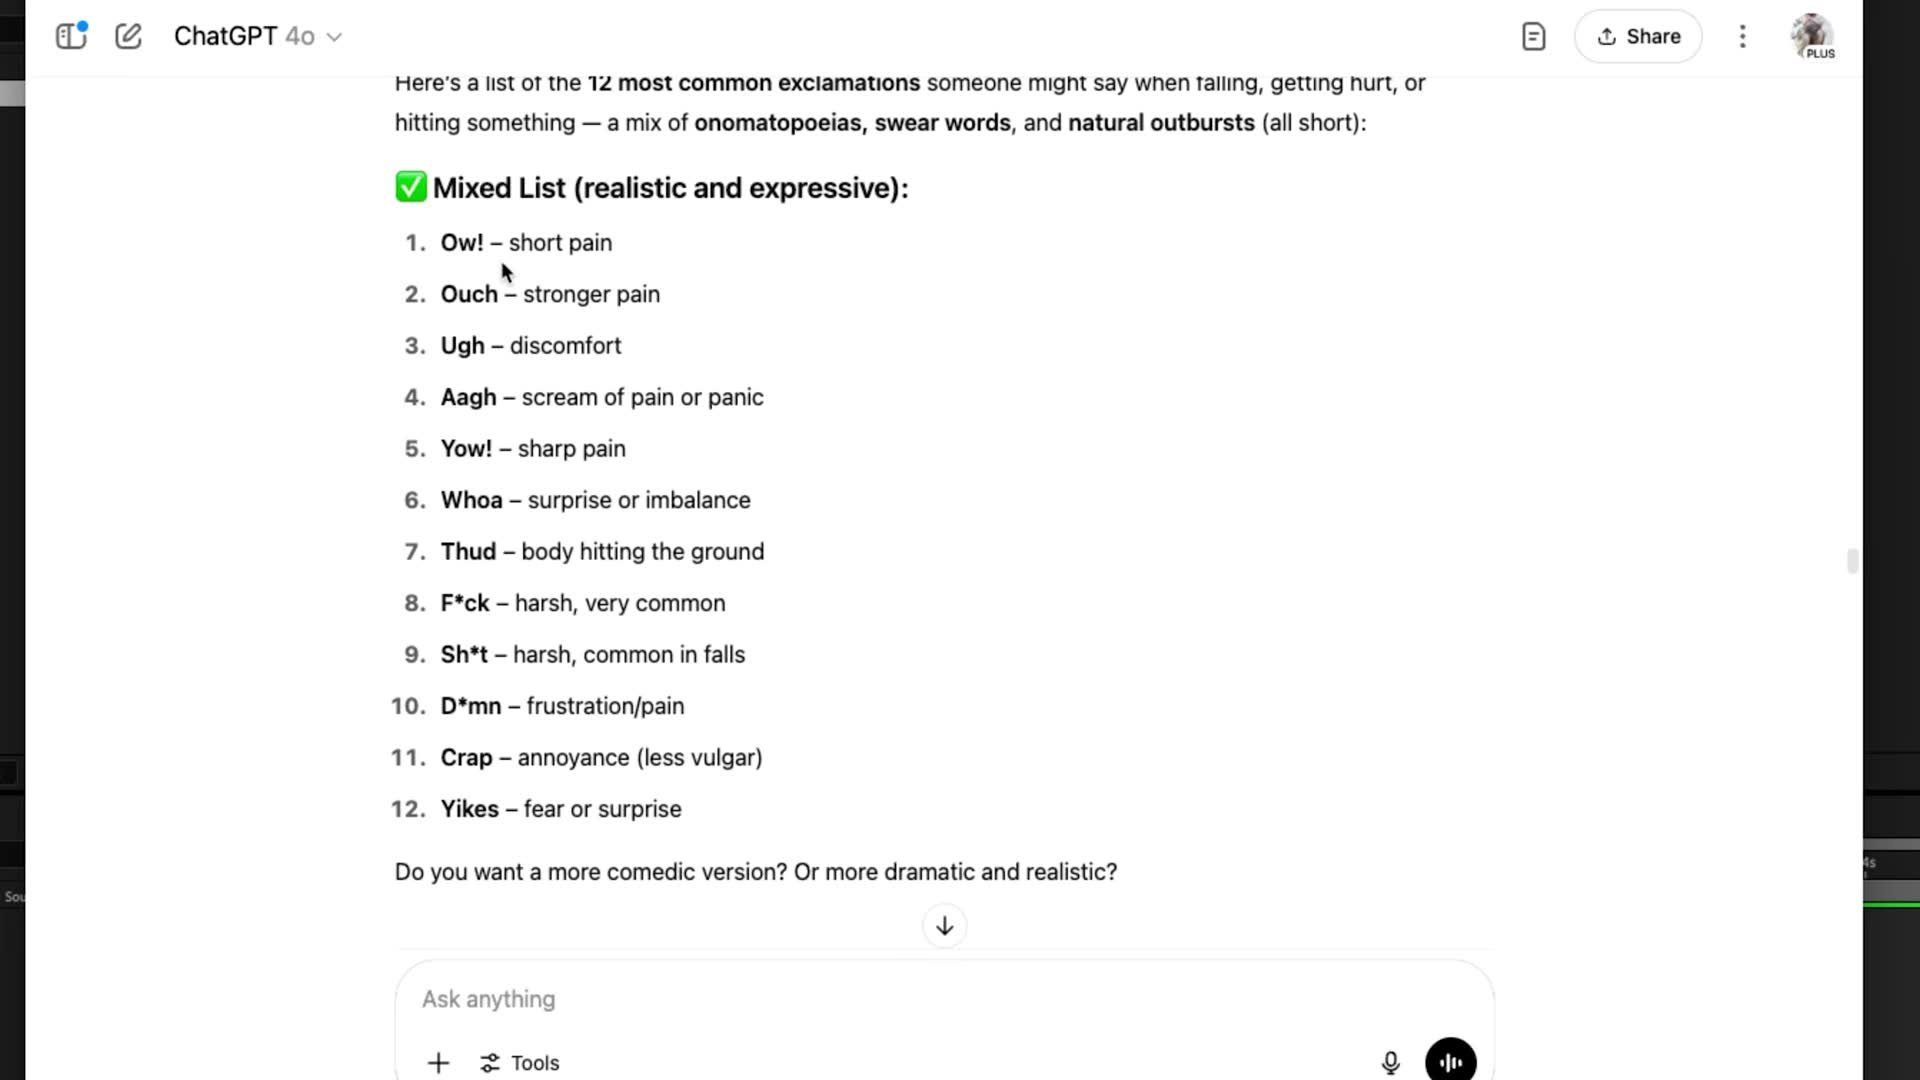 ChatGPT 4o
Share
PLUS
Here's a list of the 12 most common exclamations someone might say when falling, getting hurt, or
hitting something — a mix of onomatopoeias, swear words, and natural outbursts (all short):
✅ Mixed List (realistic and expressive):
1. Ow! – short pain
2. Ouch – stronger pain
3. Ugh – discomfort
4. Aagh – scream of pain or panic
5. Yow! – sharp pain
6. Whoa – surprise or imbalance
7. Thud – body hitting the ground
8. F*ck – harsh, very common
9. Sh*t – harsh, common in falls
10. D*mn – frustration/pain
11. Crap – annoyance (less vulgar)
12. Yikes – fear or surprise
Do you want a more comedic version? Or more dramatic and realistic?
4s
Sou
Ask anything
Tools